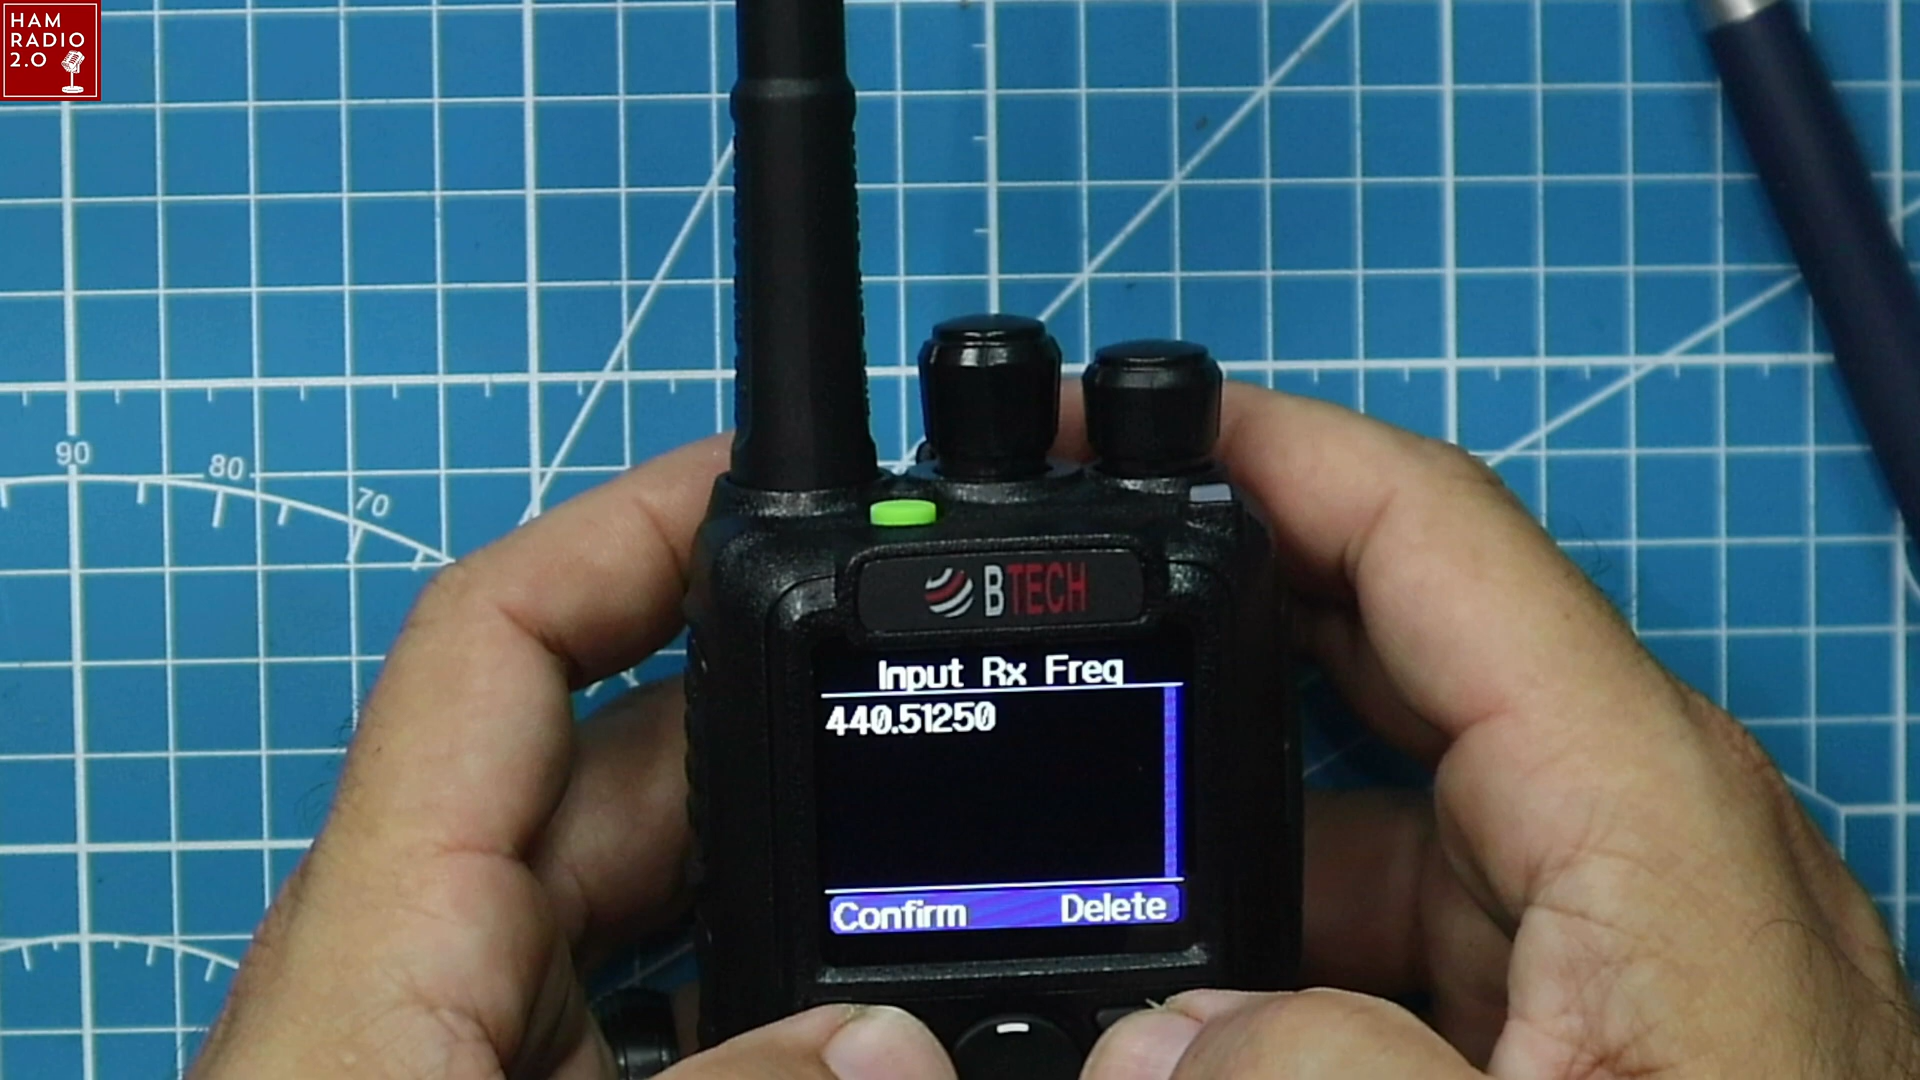 HAM
RADIO
2.0
90
80
70
BTECH
Input Rx Freq
440.51250
Confirm
Delete